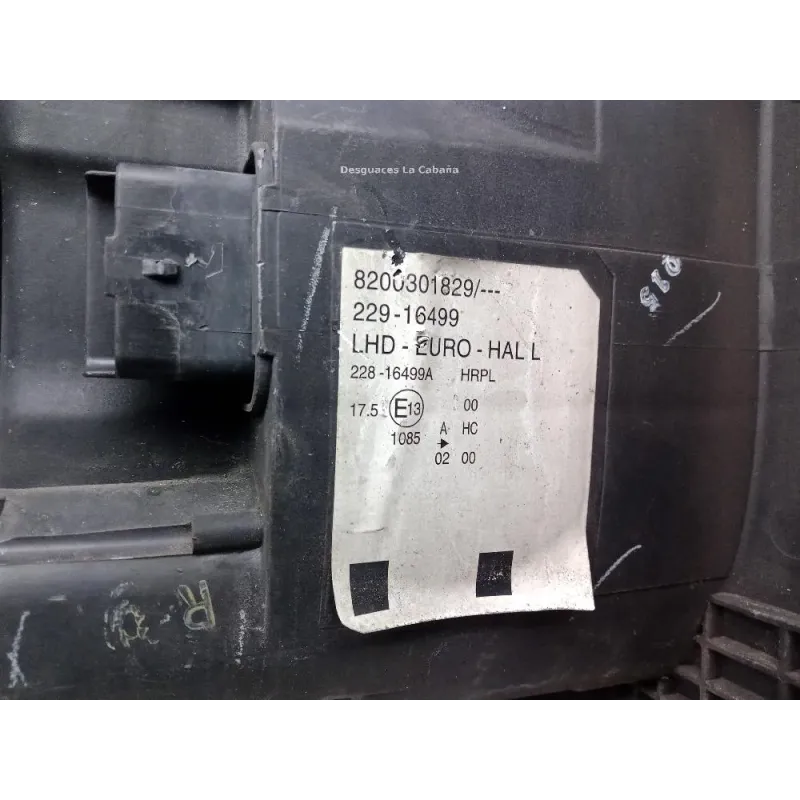 Desguaces La Cabaña
8200301829/---
229-16499
LHD - EURO - HAL L
228-16499A HRPL
17.5 E13 00
1085 A HC
02 00
R